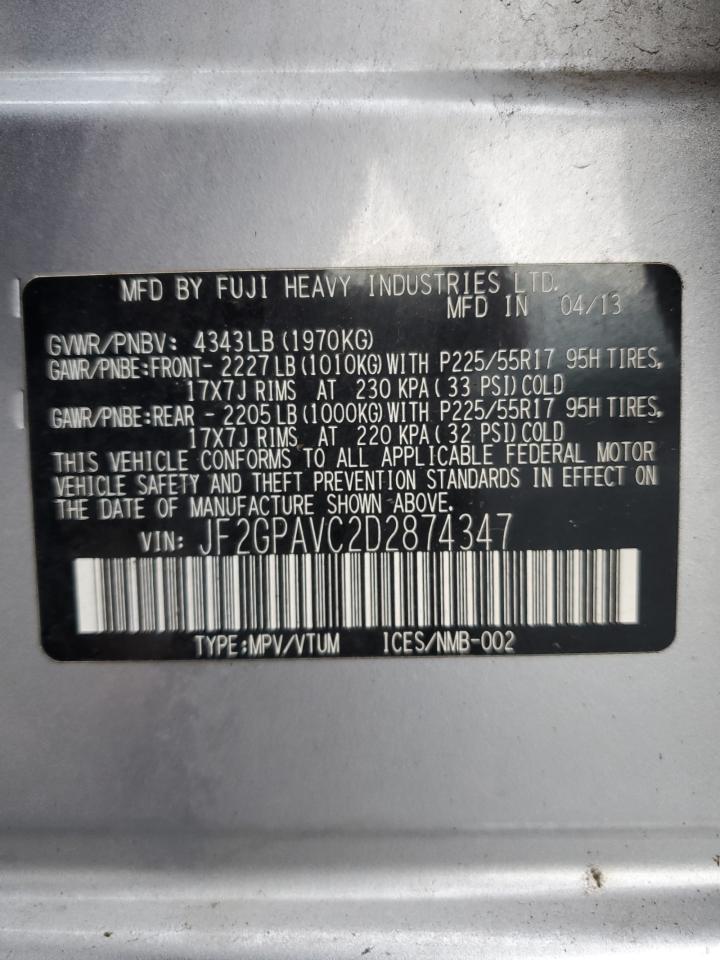 MFD BY FUJI HEAVY INDUSTRIES LTD.
MFD IN 04/13
GVWR/PNBV: 4343LB(1970KG)
GAWR/PNBE:FRONT- 2227LB(1010KG)WITH P225/55R17 95H TIRES,
17X7J RIMS AT 230 KPA(33 PSI)COLD
GAWR/PNBE:REAR - 2205LB(1000KG)WITH P225/55R17 95H TIRES,
17X7J RIMS AT 220 KPA(32 PSI)COLD
THIS VEHICLE CONFORMS TO ALL APPLICABLE FEDERAL MOTOR
VEHICLE SAFETY AND THEFT PREVENTION STANDARDS IN EFFECT ON
THE DATE OF MANUFACTURE SHOWN ABOVE.
VIN: JF2GPAVC2D2874347
TYPE:MPV/VTUM ICES/NMB-002